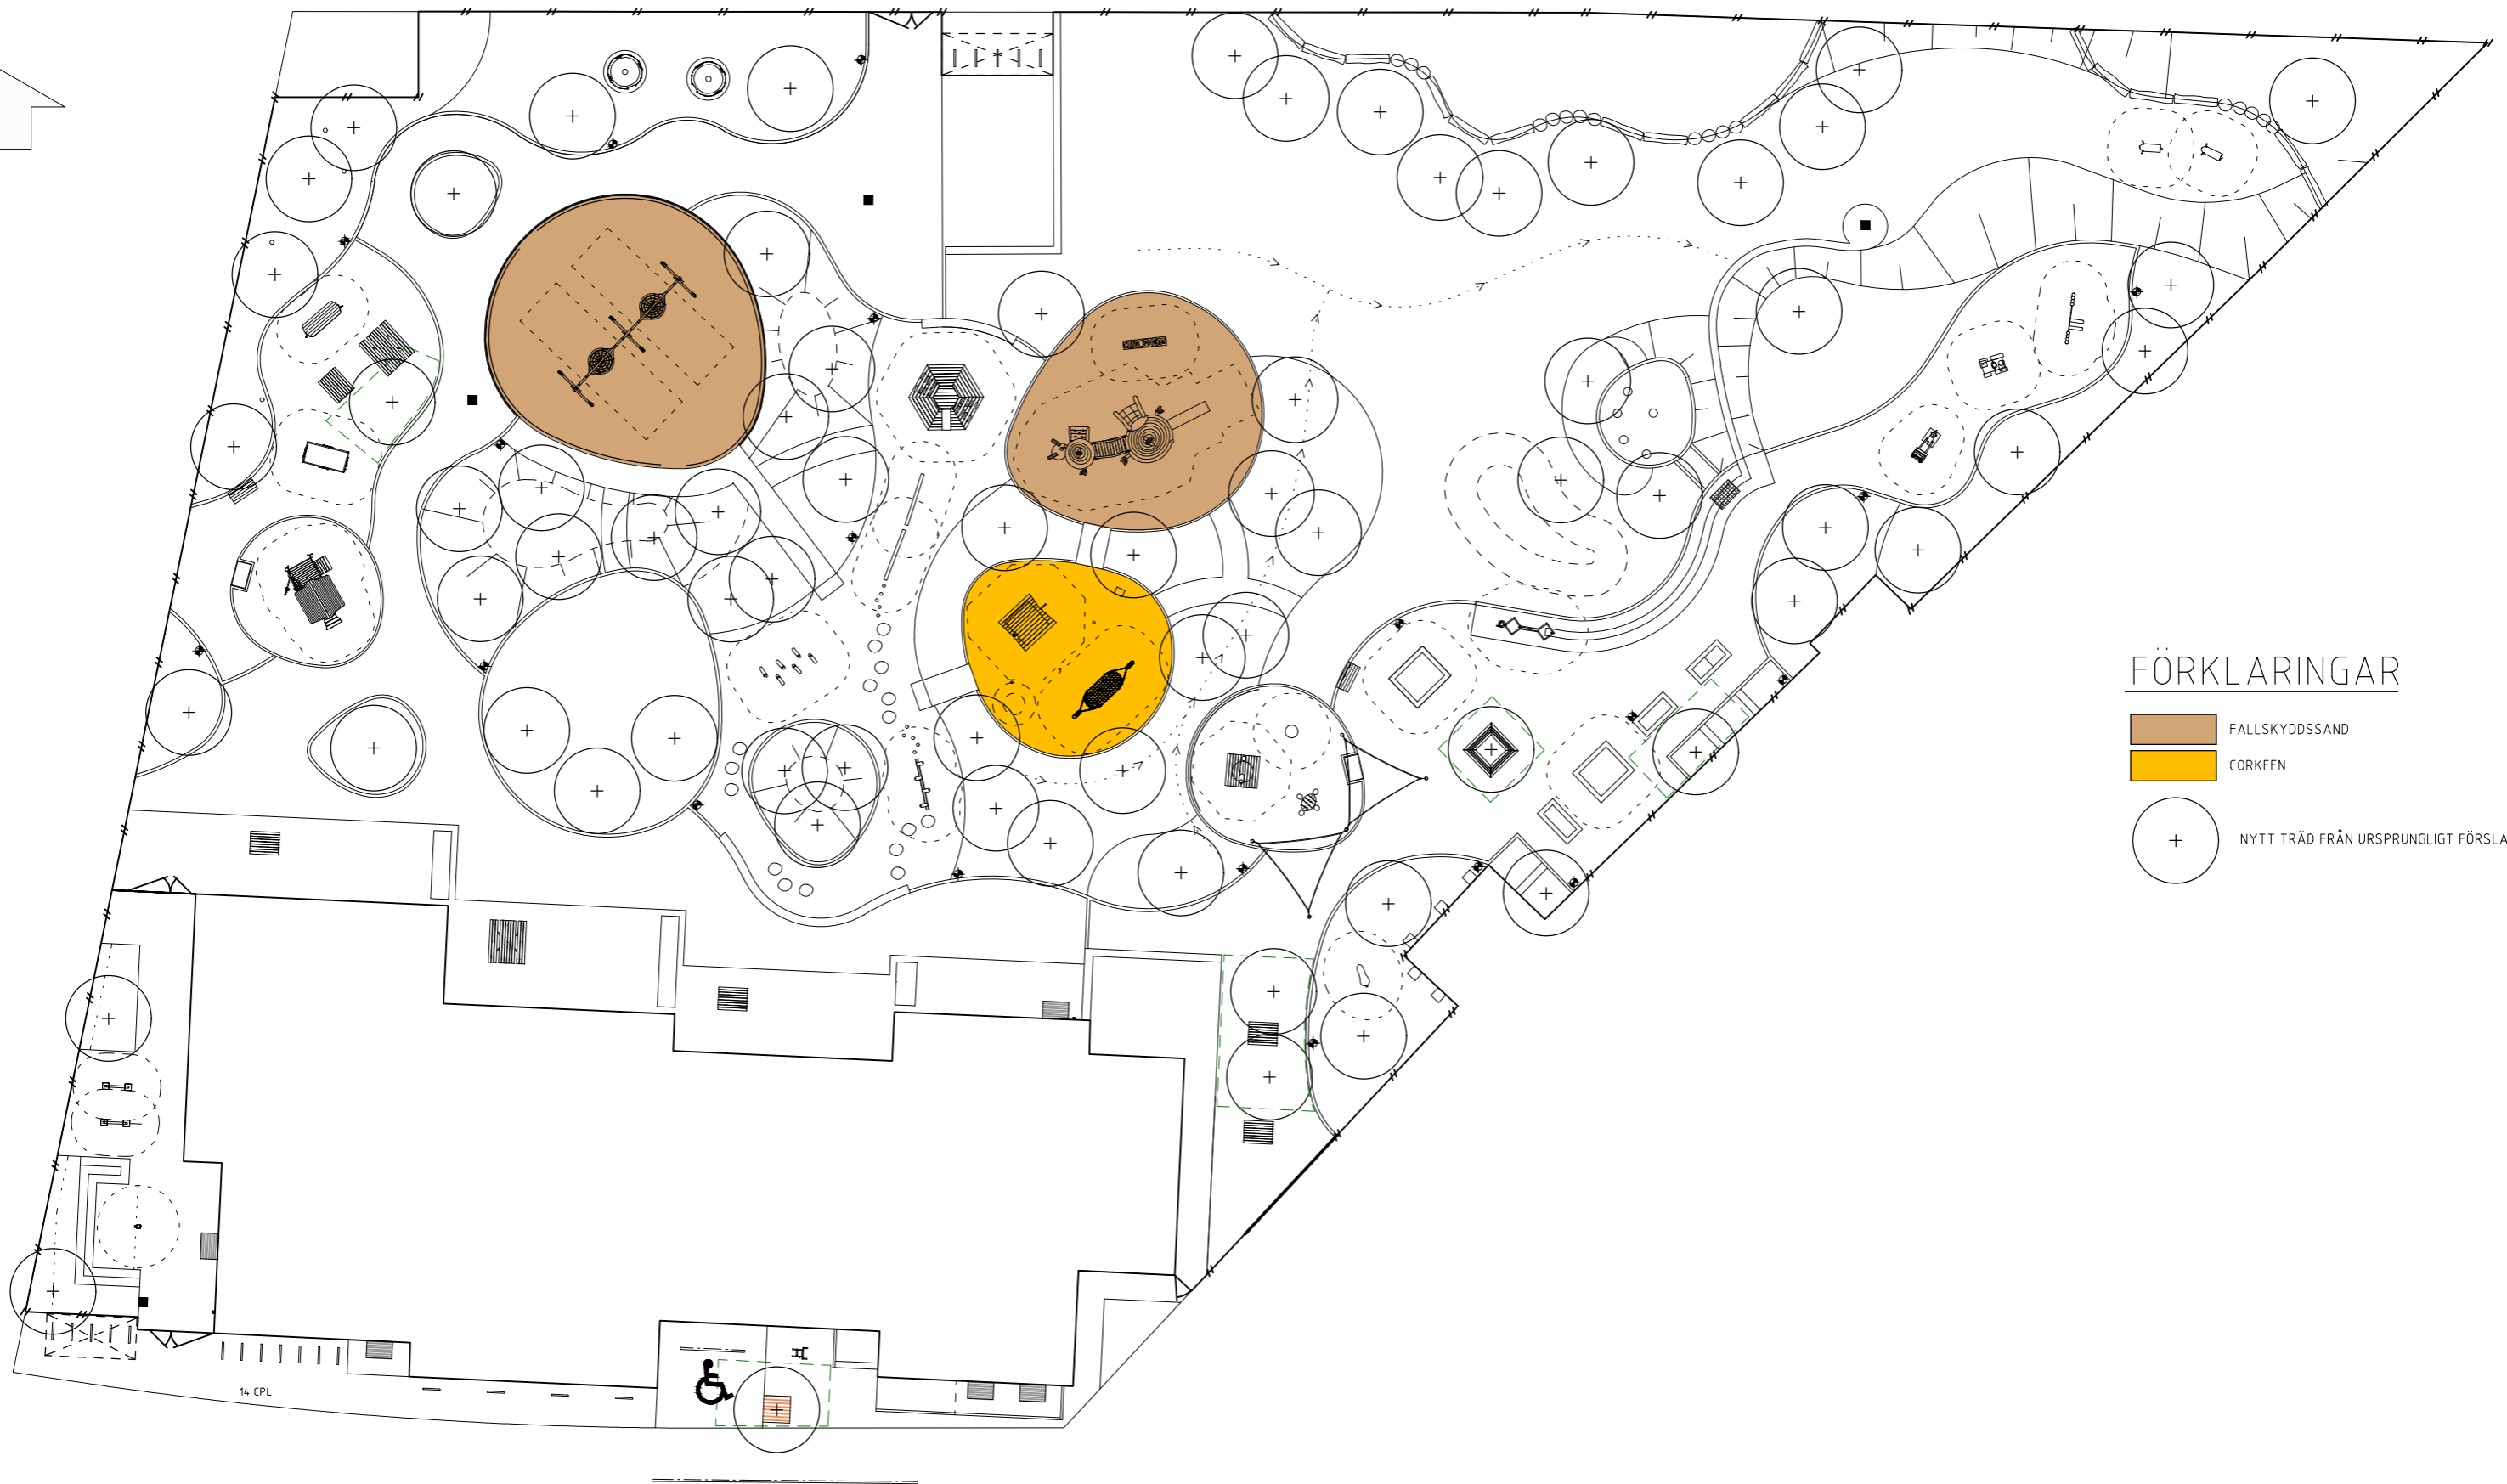 FÖRKLARINGAR
FALLSKYDDSSAND
CORKEEN
NYTT TRÄD FRÅN URSPRUNGLIGT FÖRSLA
14 CPL